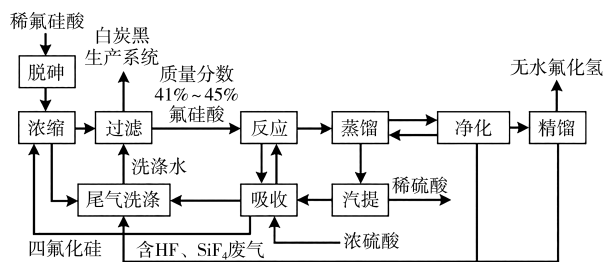 稀氟硅酸
白炭黑
生产系统
脱砷
质量分数
41%~45%
氟硅酸
无水氟化氢
浓缩
过滤
反应
蒸馏
净化
精馏
洗涤水
尾气洗涤
吸收
汽提
稀硫酸
四氟化硅
含HF、SiF₄废气
浓硫酸